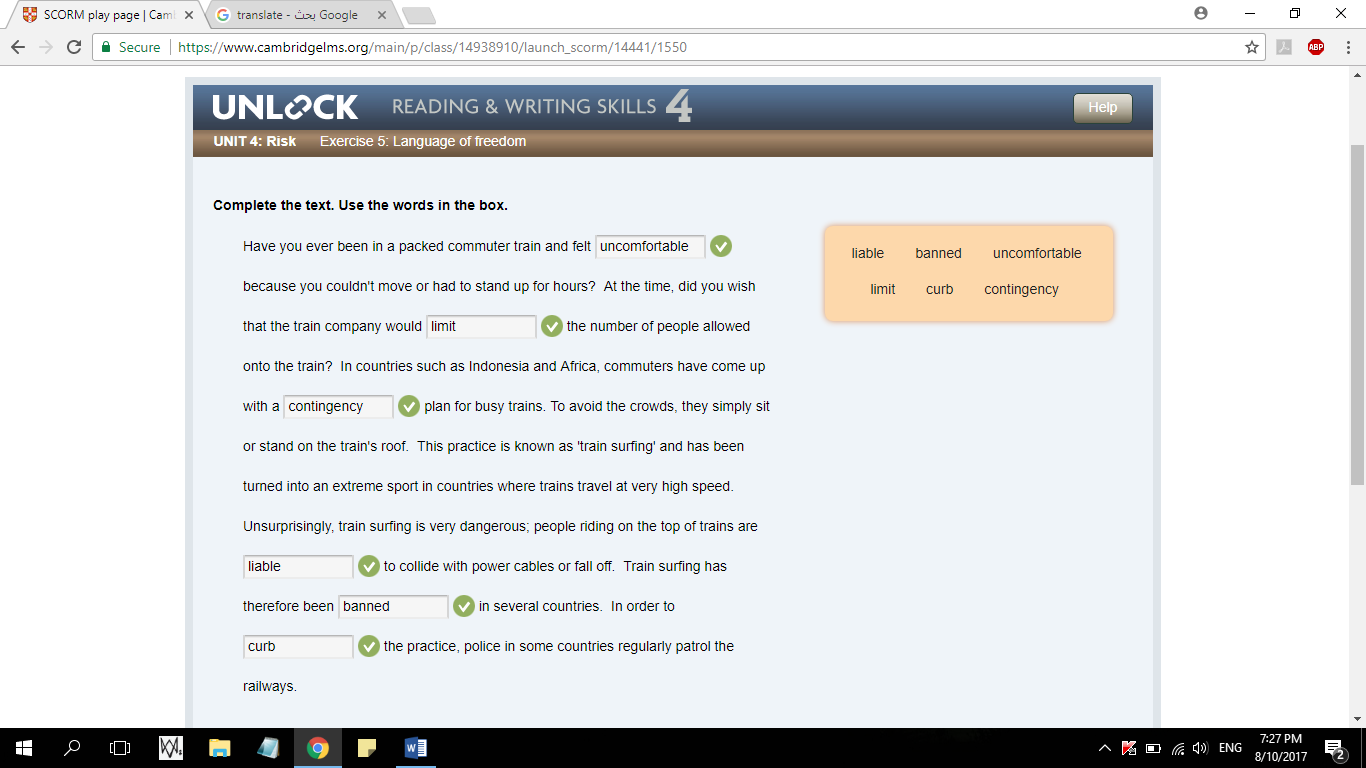 SCORM play page | Cam
translate - بحث Google
Secure
https://www.cambridgelms.org/main/p/class/14938910/launch_scorm/14441/1550
ABP
UNLOCK READING & WRITING SKILLS 4
Help
UNIT 4: Risk Exercise 5: Language of freedom
Complete the text. Use the words in the box.
Have you ever been in a packed commuter train and felt uncomfortable
because you couldn't move or had to stand up for hours? At the time, did you wish
that the train company would limit the number of people allowed
onto the train? In countries such as Indonesia and Africa, commuters have come up
with a contingency plan for busy trains. To avoid the crowds, they simply sit
or stand on the train's roof. This practice is known as 'train surfing' and has been
turned into an extreme sport in countries where trains travel at very high speed.
Unsurprisingly, train surfing is very dangerous; people riding on the top of trains are
liable to collide with power cables or fall off. Train surfing has
therefore been banned in several countries. In order to
curb the practice, police in some countries regularly patrol the
railways.
liable banned uncomfortable
limit curb contingency
ENG
7:27 PM
8/10/2017
2